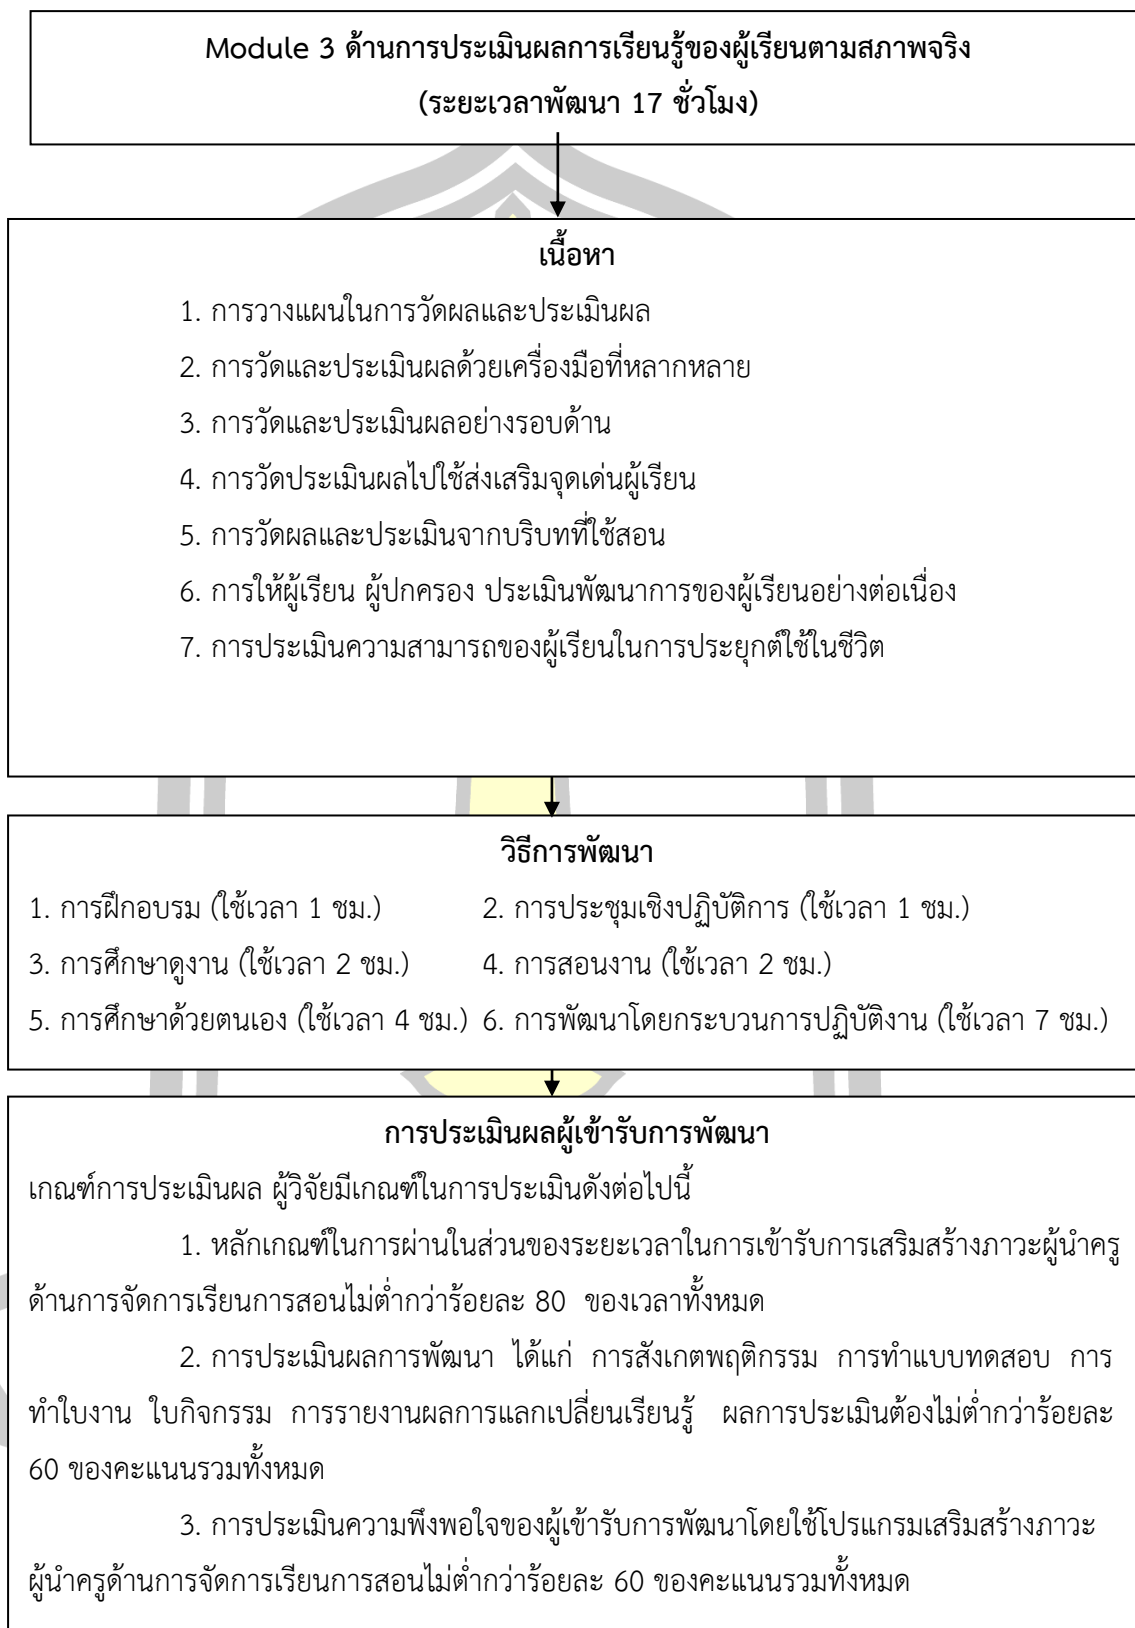 Module 3 ด้านการประเมินผลการเรียนรู้ของผู้เรียนตามสภาพจริง
(ระยะเวลาพัฒนา 17 ชั่วโมง)
เนื้อหา
1. การวางแผนในการวัดผลและประเมินผล
2. การวัดและประเมินผลด้วยเครื่องมือที่หลากหลาย
3. การวัดและประเมินผลอย่างรอบด้าน
4. การวัดประเมินผลไปใช้ส่งเสริมจุดเด่นผู้เรียน
5. การวัดผลและประเมินจากบริบทที่ใช้สอน
6. การให้ผู้เรียน ผู้ปกครอง ประเมินพัฒนาการของผู้เรียนอย่างต่อเนื่อง
7. การประเมินความสามารถของผู้เรียนในการประยุกต์ใช้ในชีวิต
วิธีการพัฒนา
1. การฝึกอบรม (ใช้เวลา 1 ชม.) 2. การประชุมเชิงปฏิบัติการ (ใช้เวลา 1 ชม.)
3. การศึกษาดูงาน (ใช้เวลา 2 ชม.) 4. การสอนงาน (ใช้เวลา 2 ชม.)
5. การศึกษาด้วยตนเอง (ใช้เวลา 4 ชม.) 6. การพัฒนาโดยกระบวนการปฏิบัติงาน (ใช้เวลา 7 ชม.)
การประเมินผลผู้เข้ารับการพัฒนา
เกณฑ์การประเมินผล ผู้วิจัยมีเกณฑ์ในการประเมินดังต่อไปนี้
1. หลักเกณฑ์ในการผ่านในส่วนของระยะเวลาในการเข้ารับการเสริมสร้างภาวะผู้นำครู
ด้านการจัดการเรียนการสอนไม่ต่ำกว่าร้อยละ 80 ของเวลาทั้งหมด
2. การประเมินผลการพัฒนา ได้แก่ การสังเกตพฤติกรรม การทำแบบทดสอบ การ
ทำใบงาน ใบกิจกรรม การรายงานผลการแลกเปลี่ยนเรียนรู้ ผลการประเมินต้องไม่ต่ำกว่าร้อยละ
60 ของคะแนนรวมทั้งหมด
3. การประเมินความพึงพอใจของผู้เข้ารับการพัฒนาโดยใช้โปรแกรมเสริมสร้างภาวะ
ผู้นำครูด้านการจัดการเรียนการสอนไม่ต่ำกว่าร้อยละ 60 ของคะแนนรวมทั้งหมด